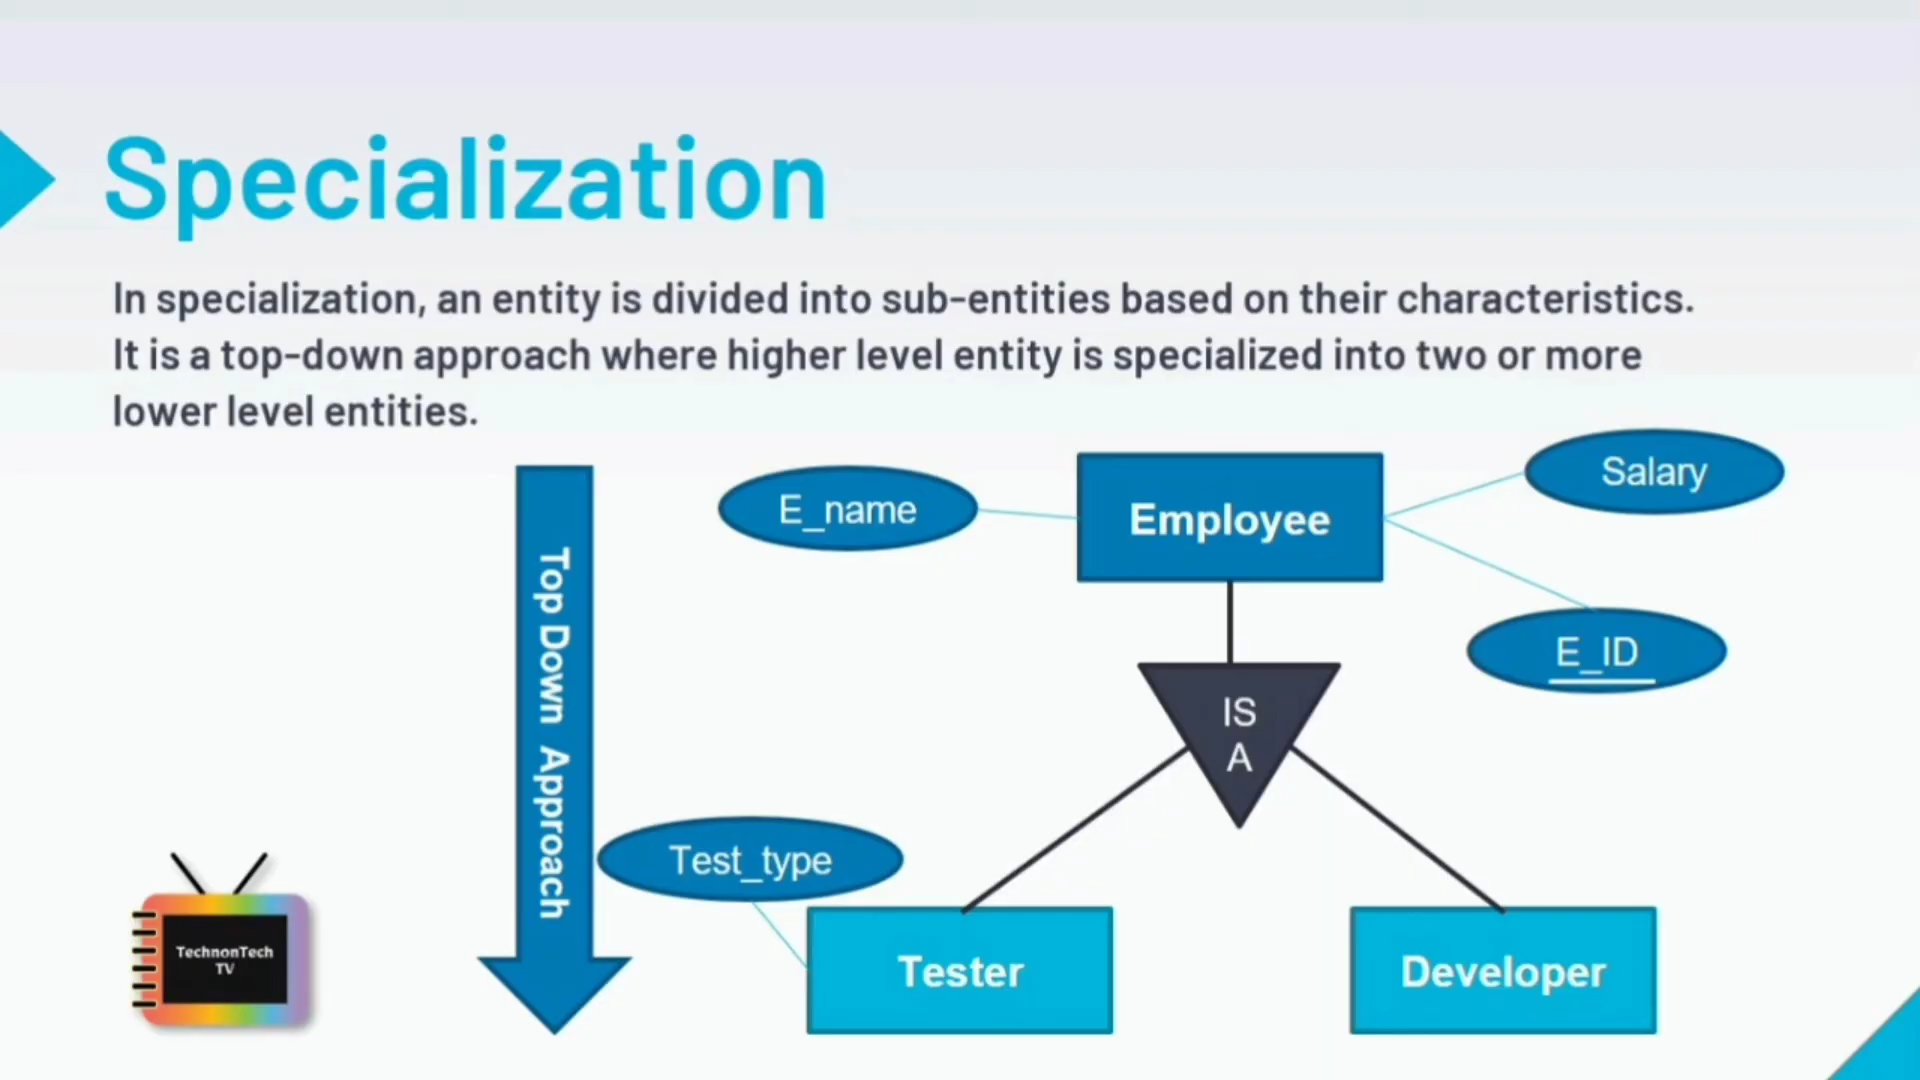 Specialization
In specialization, an entity is divided into sub-entities based on their characteristics.
It is a top-down approach where higher level entity is specialized into two or more
lower level entities.
Top Down Approach
E_name
Employee
Salary
E_ID
IS
A
Test_type
Tester
Developer
TechnonTech
TV